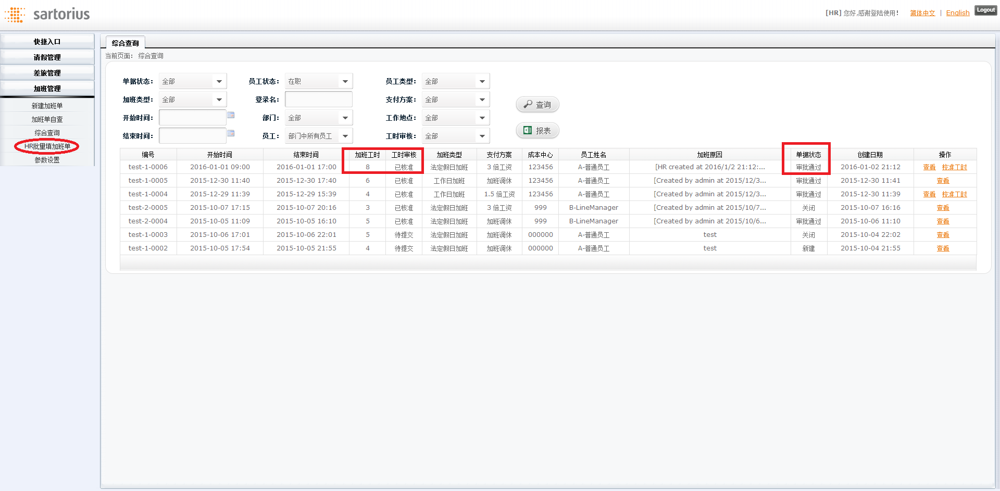 sartorius
[HR] 您好,感谢登陆使用! 简体中文 | English Logout
快捷入口
请假管理
差旅管理
加班管理
新建加班单
加班单自查
综合查询
HR批量填加班单
参数设置
综合查询
当前页面: 综合查询
单据状态: 全部 员工状态: 在职 员工类型: 全部
加班类型: 全部 登录名: 支付方案: 全部
开始时间: 部门: 全部 工作地点: 全部
结束时间: 员工: 部门中所有员工 工时审核: 全部
查询
报表
编号 开始时间 结束时间 加班工时 工时审核 加班类型 支付方案 成本中心 员工姓名 加班原因 单据状态 创建日期 操作
test-1-0006 2016-01-01 09:00 2016-01-01 17:00 8 已核准 法定假日加班 3 倍工资 123456 A-普通员工 [HR created at 2016/1/2 21:12:... 审批通过 2016-01-02 21:12 查看 校准工时
test-1-0005 2015-12-30 11:40 2015-12-30 17:40 6 已核准 工作日加班 加班调休 123456 A-普通员工 [Created by admin at 2015/12/3... 审批通过 2015-12-30 11:41 查看
test-1-0004 2015-12-29 11:39 2015-12-29 15:39 4 已核准 工作日加班 1.5 倍工资 123456 A-普通员工 [Created by admin at 2015/12/3... 审批通过 2015-12-30 11:39 查看 校准工时
test-2-0005 2015-10-07 17:15 2015-10-07 20:16 3 已核准 法定假日加班 3 倍工资 999 B-LineManager [Created by admin at 2015/10/7... 关闭 2015-10-07 16:16 查看
test-2-0004 2015-10-05 11:09 2015-10-05 16:10 5 已核准 法定假日加班 加班调休 999 B-LineManager [Created by admin at 2015/10/6... 审批通过 2015-10-06 11:10 查看
test-1-0003 2015-10-06 17:01 2015-10-06 22:01 5 待提交 法定假日加班 加班调休 000000 A-普通员工 test 关闭 2015-10-04 22:02 查看
test-1-0002 2015-10-05 17:54 2015-10-05 21:55 4 待提交 法定假日加班 加班调休 000000 A-普通员工 test 新建 2015-10-04 21:55 查看